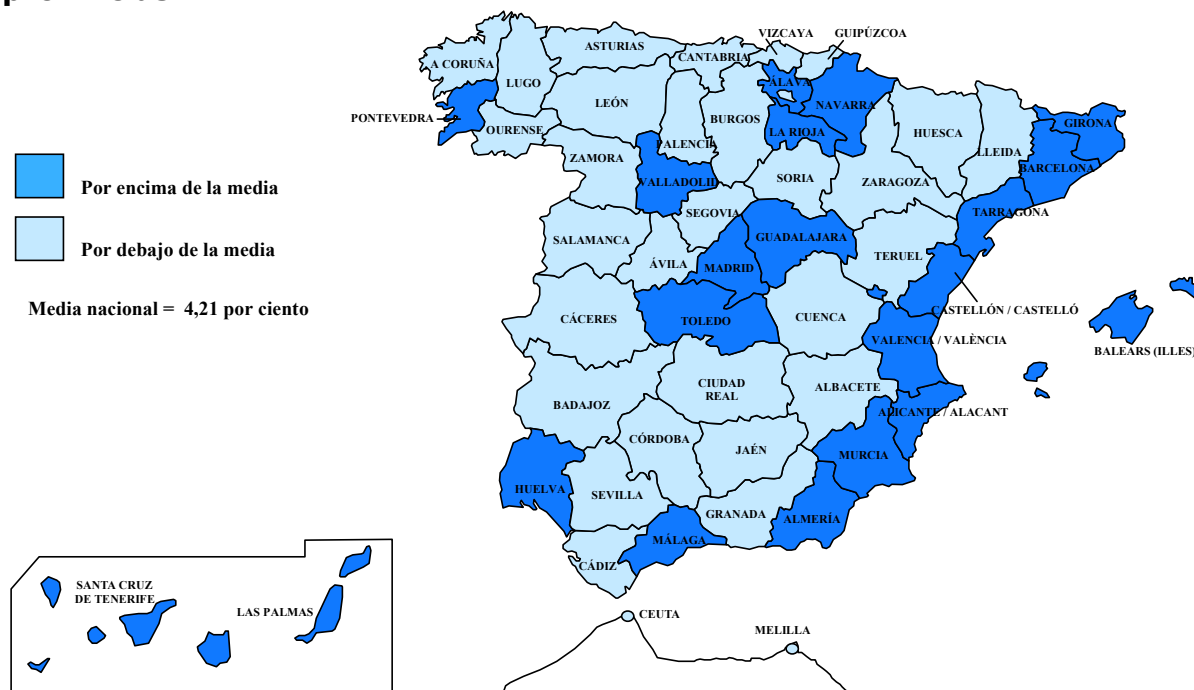 VIZCAYA
GUIPÚZCOA
ASTURIAS
CANTABRIA
A CORUÑA
LUGO
ÁLAVA
LEÓN
NAVARRA
PONTEVEDRA
BURGOS
GIRONA
OURENSE
LA RIOJA
HUESCA
PALENCIA
LLEIDA
ZAMORA
BARCELONA
Por encima de la media
VALLADOLID
SORIA
ZARAGOZA
SEGOVIA
TARRAGONA
SALAMANCA
GUADALAJARA
Por debajo de la media
TERUEL
ÁVILA
MADRID
Media nacional = 4,21 por ciento
CASTELLÓN / CASTELLÓ
CÁCERES
TOLEDO
CUENCA
VALENCIA / VALÈNCIA
BALEARS (ILLES)
CIUDAD
REAL
ALBACETE
BADAJOZ
ALICANTE / ALACANT
CÓRDOBA
JAÉN
MURCIA
HUELVA
SEVILLA
GRANADA
ALMERÍA
MÁLAGA
CÁDIZ
SANTA CRUZ
DE TENERIFE
LAS PALMAS
CEUTA
MELILLA